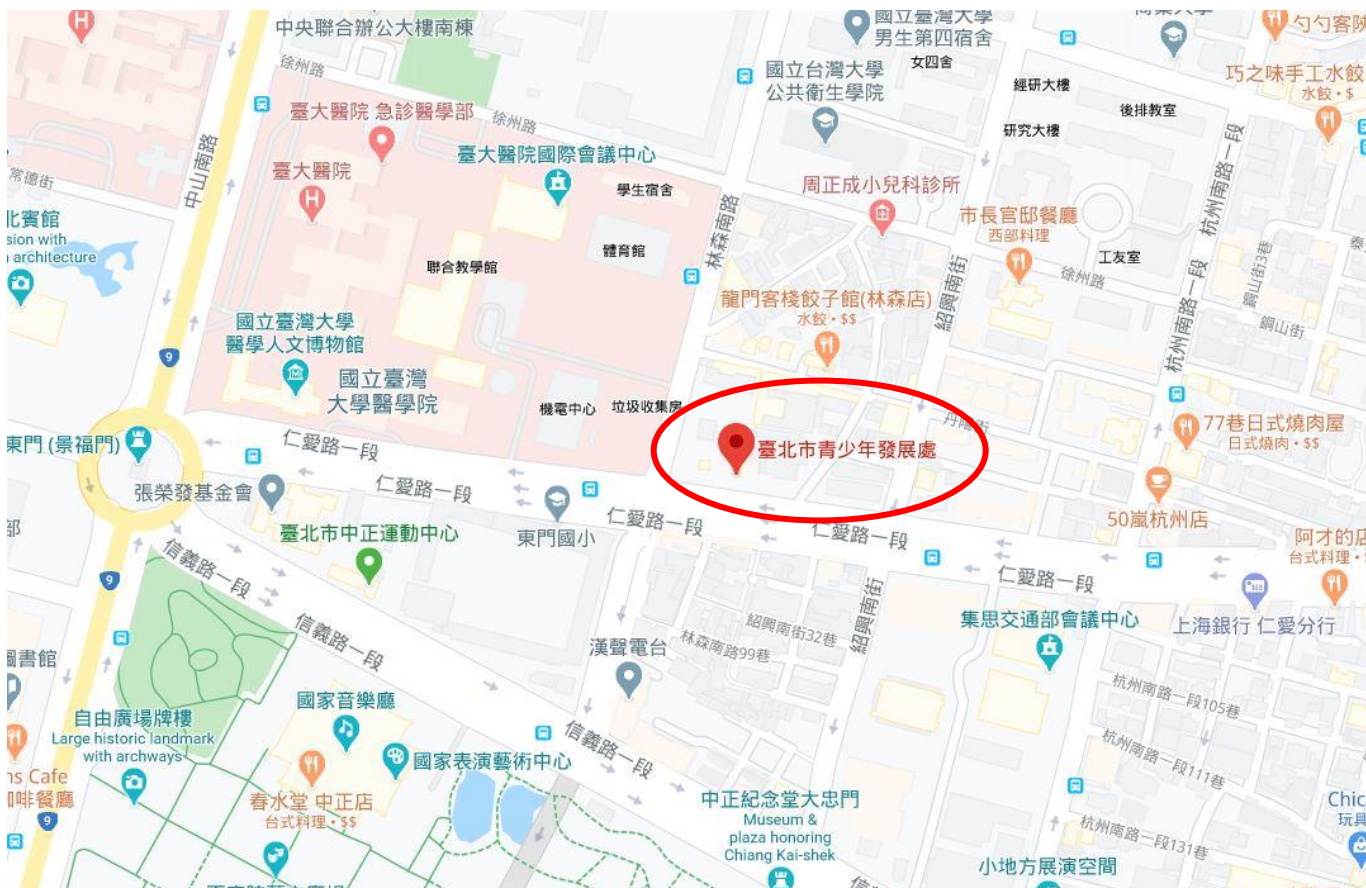 中央聯合辦公大樓南棟
國立臺灣大學
男生第四宿舍
女四舍
勺勺客陝
徐州路
臺大醫院 急診醫學部
徐州路
國立台灣大學
公共衛生學院
經研大樓
後排教室
研究大樓
巧之味手工水餃
水餃・$
中山南路
常德街
臺大醫院
臺大醫院國際會議中心
學生宿舍
體育館
聯合教學館
林森南路
周正成小兒科診所
市長官邸餐廳
西部料理
工友室
徐州路
杭州南路一段
杭州南路一段
杭州南路一段
銅山街3巷
銅山街
北賓館
sion with
architecture
國立臺灣大學
醫學人文博物館
國立臺灣
大學醫學院
機電中心
垃圾收集房
龍門客棧餃子館(林森店)
水餃・$$
紹興南街
丹陽街
臺北市青少年發展處
77巷日式燒肉屋
日式燒肉・$$
9
東門 (景福門)
仁愛路一段
仁愛路一段
仁愛路一段
仁愛路一段
仁愛路一段
張榮發基金會
臺北市中正運動中心
東門國小
50嵐杭州店
阿才的店
台式料理・
信義路一段
信義路一段
信義路一段
9
漢聲電台
林森南路99巷
紹興南街32巷
紹興南街
集思交通部會議中心
上海銀行 仁愛分行
圖書館
自由廣場牌樓
Large historic landmark
with archways
國家音樂廳
國家表演藝術中心
春水堂 中正店
台式料理・$$
ns Cafe
咖啡餐廳
9
中正紀念堂大忠門
Museum &
plaza honoring
Chiang Kai-shek
杭州南路一段105巷
杭州南路一段111巷
杭州南路一段131巷
小地方展演空間
Chic
玩具